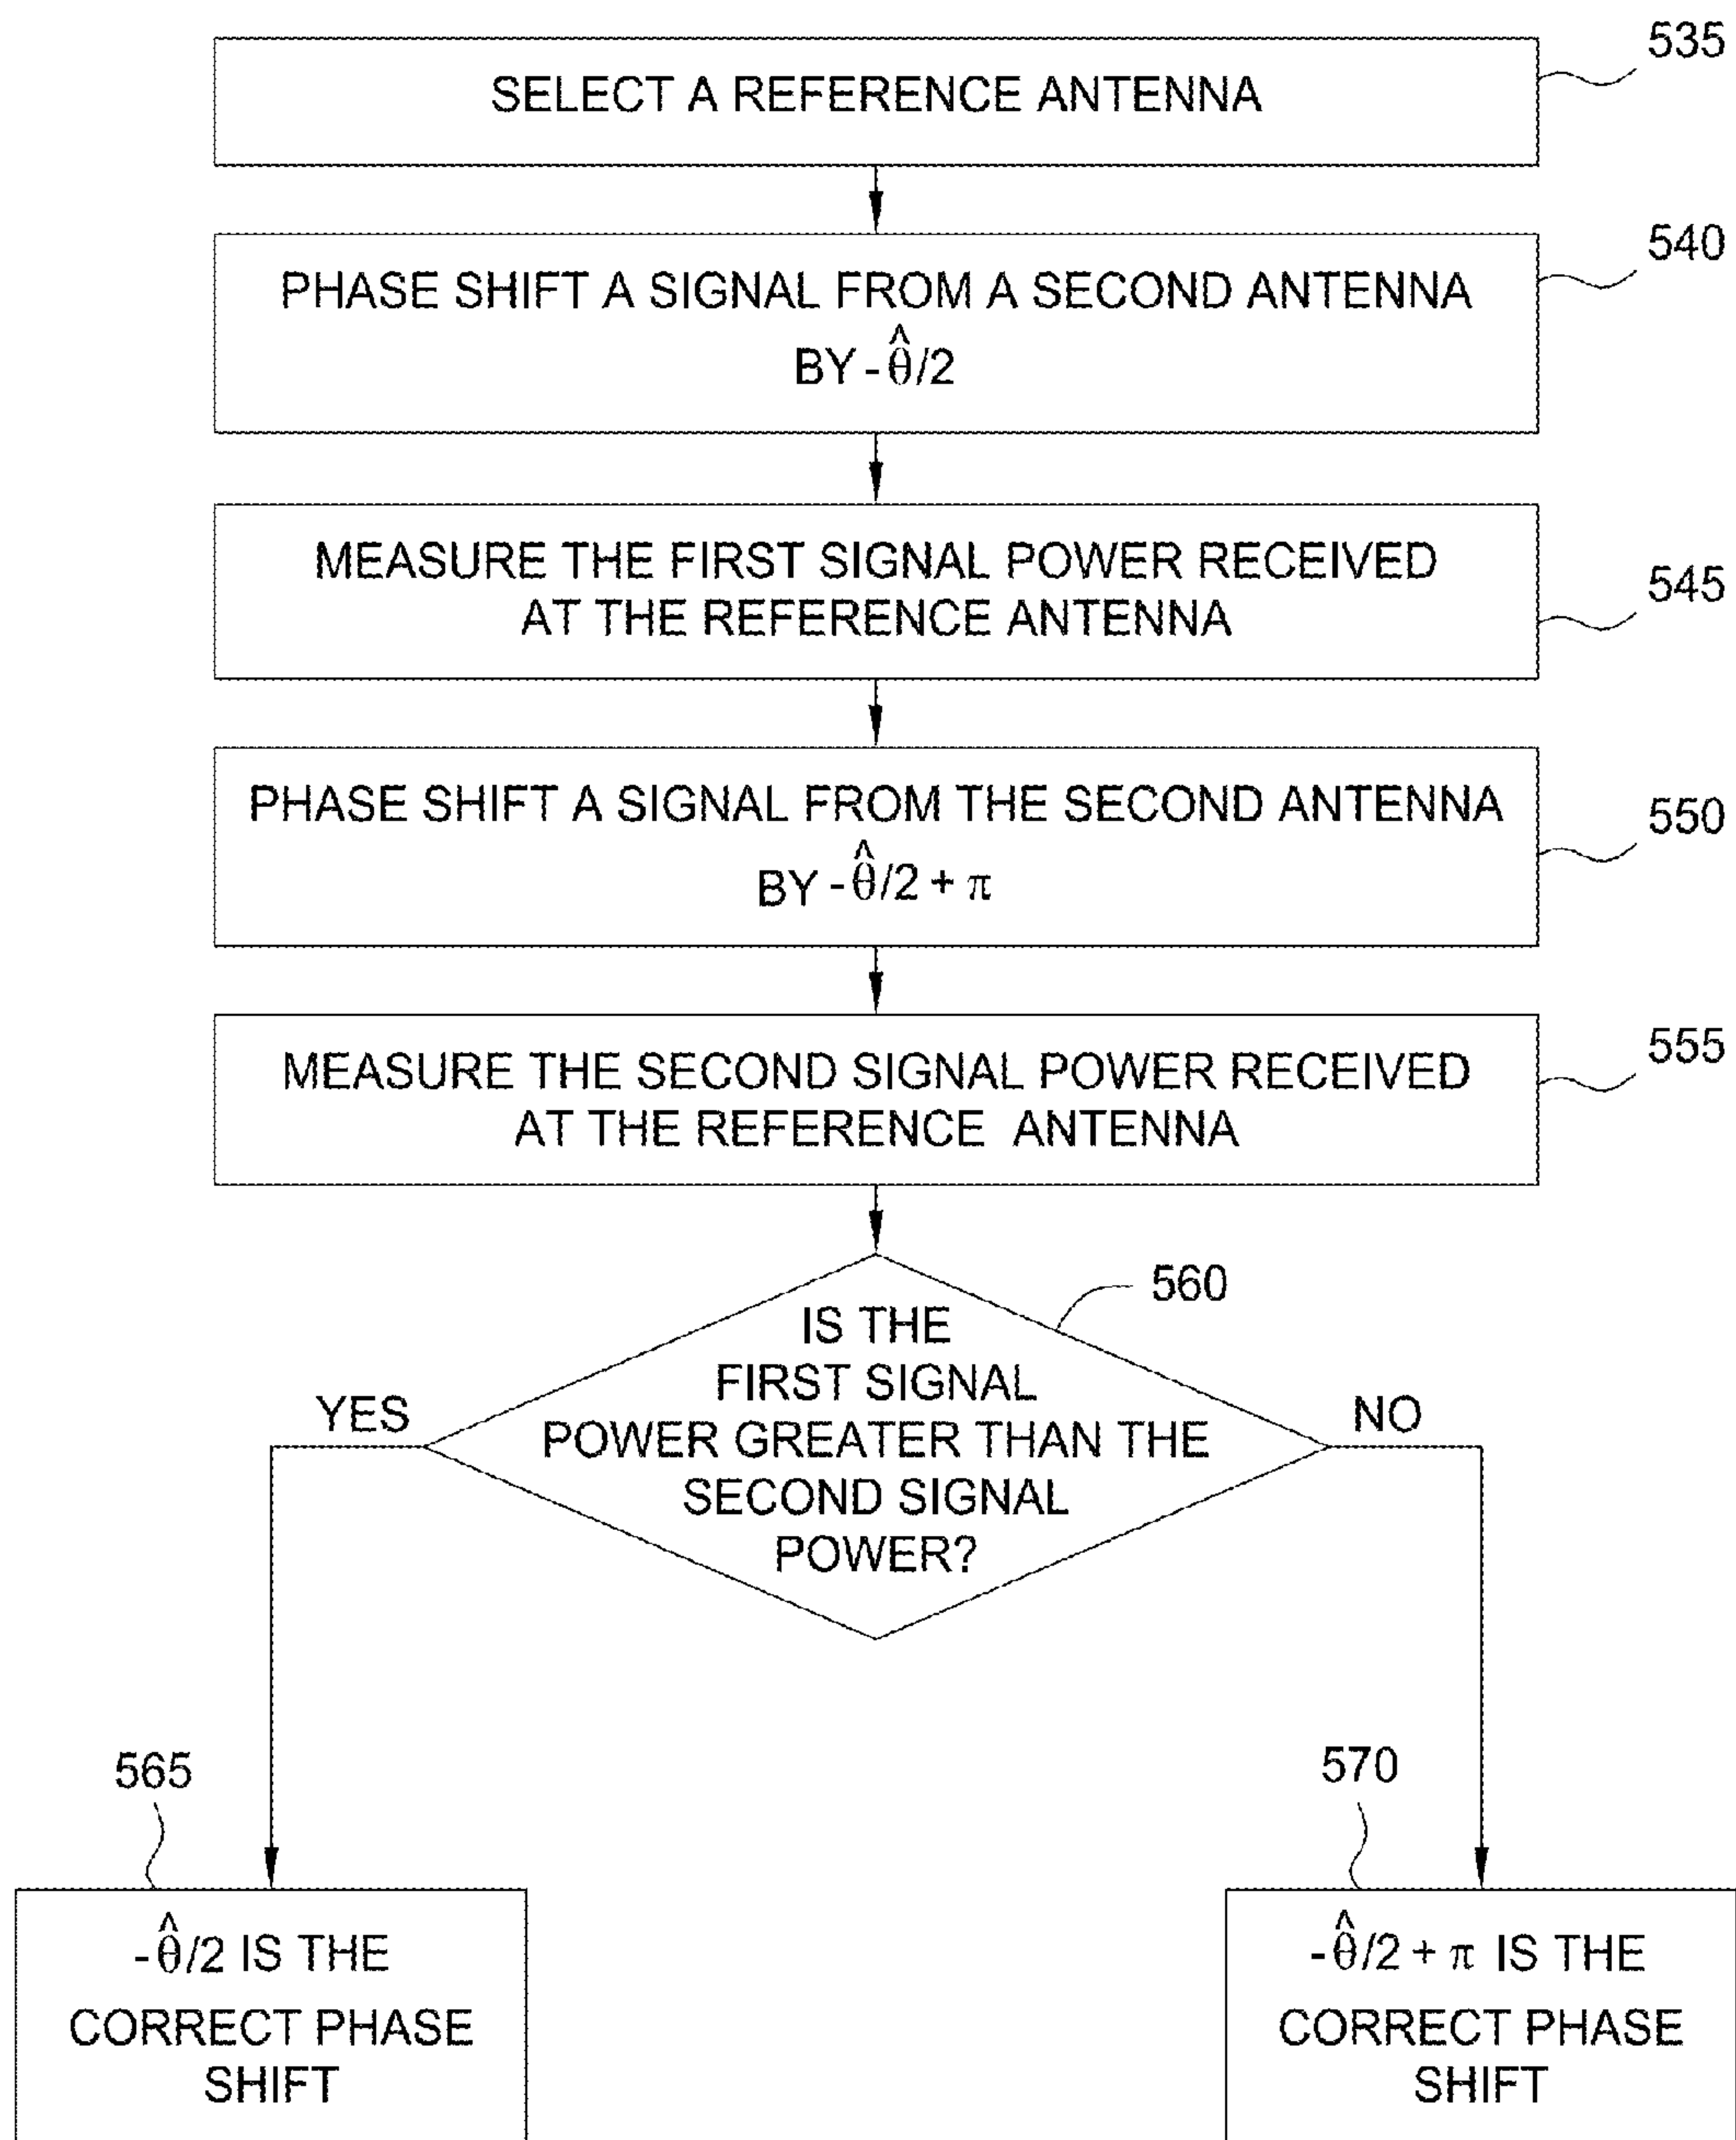 SELECT A REFERENCE ANTENNA
535
PHASE SHIFT A SIGNAL FROM A SECOND ANTENNA
BY -θ̂/2
540
MEASURE THE FIRST SIGNAL POWER RECEIVED
AT THE REFERENCE ANTENNA
545
PHASE SHIFT A SIGNAL FROM THE SECOND ANTENNA
BY -θ̂/2 + π
550
MEASURE THE SECOND SIGNAL POWER RECEIVED
AT THE REFERENCE ANTENNA
555
560
IS THE
FIRST SIGNAL
POWER GREATER THAN THE
SECOND SIGNAL
POWER?
YES
NO
565
-θ̂/2 IS THE
CORRECT PHASE
SHIFT
570
-θ̂/2 + π IS THE
CORRECT PHASE
SHIFT